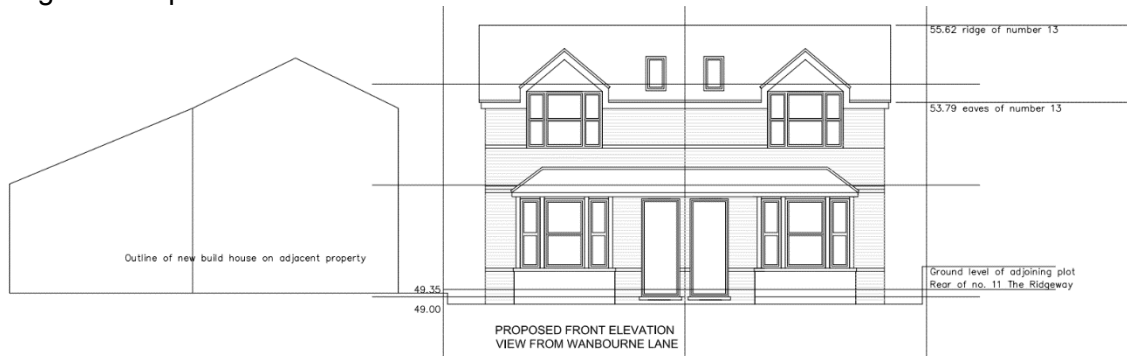 55.62 ridge of number 13
53.79 eaves of number 13
Outline of new build house on adjacent property
Ground level of adjoining plot
Rear of no. 11 The Ridgeway
49.35
49.00
PROPOSED FRONT ELEVATION
VIEW FROM WANBOURNE LANE